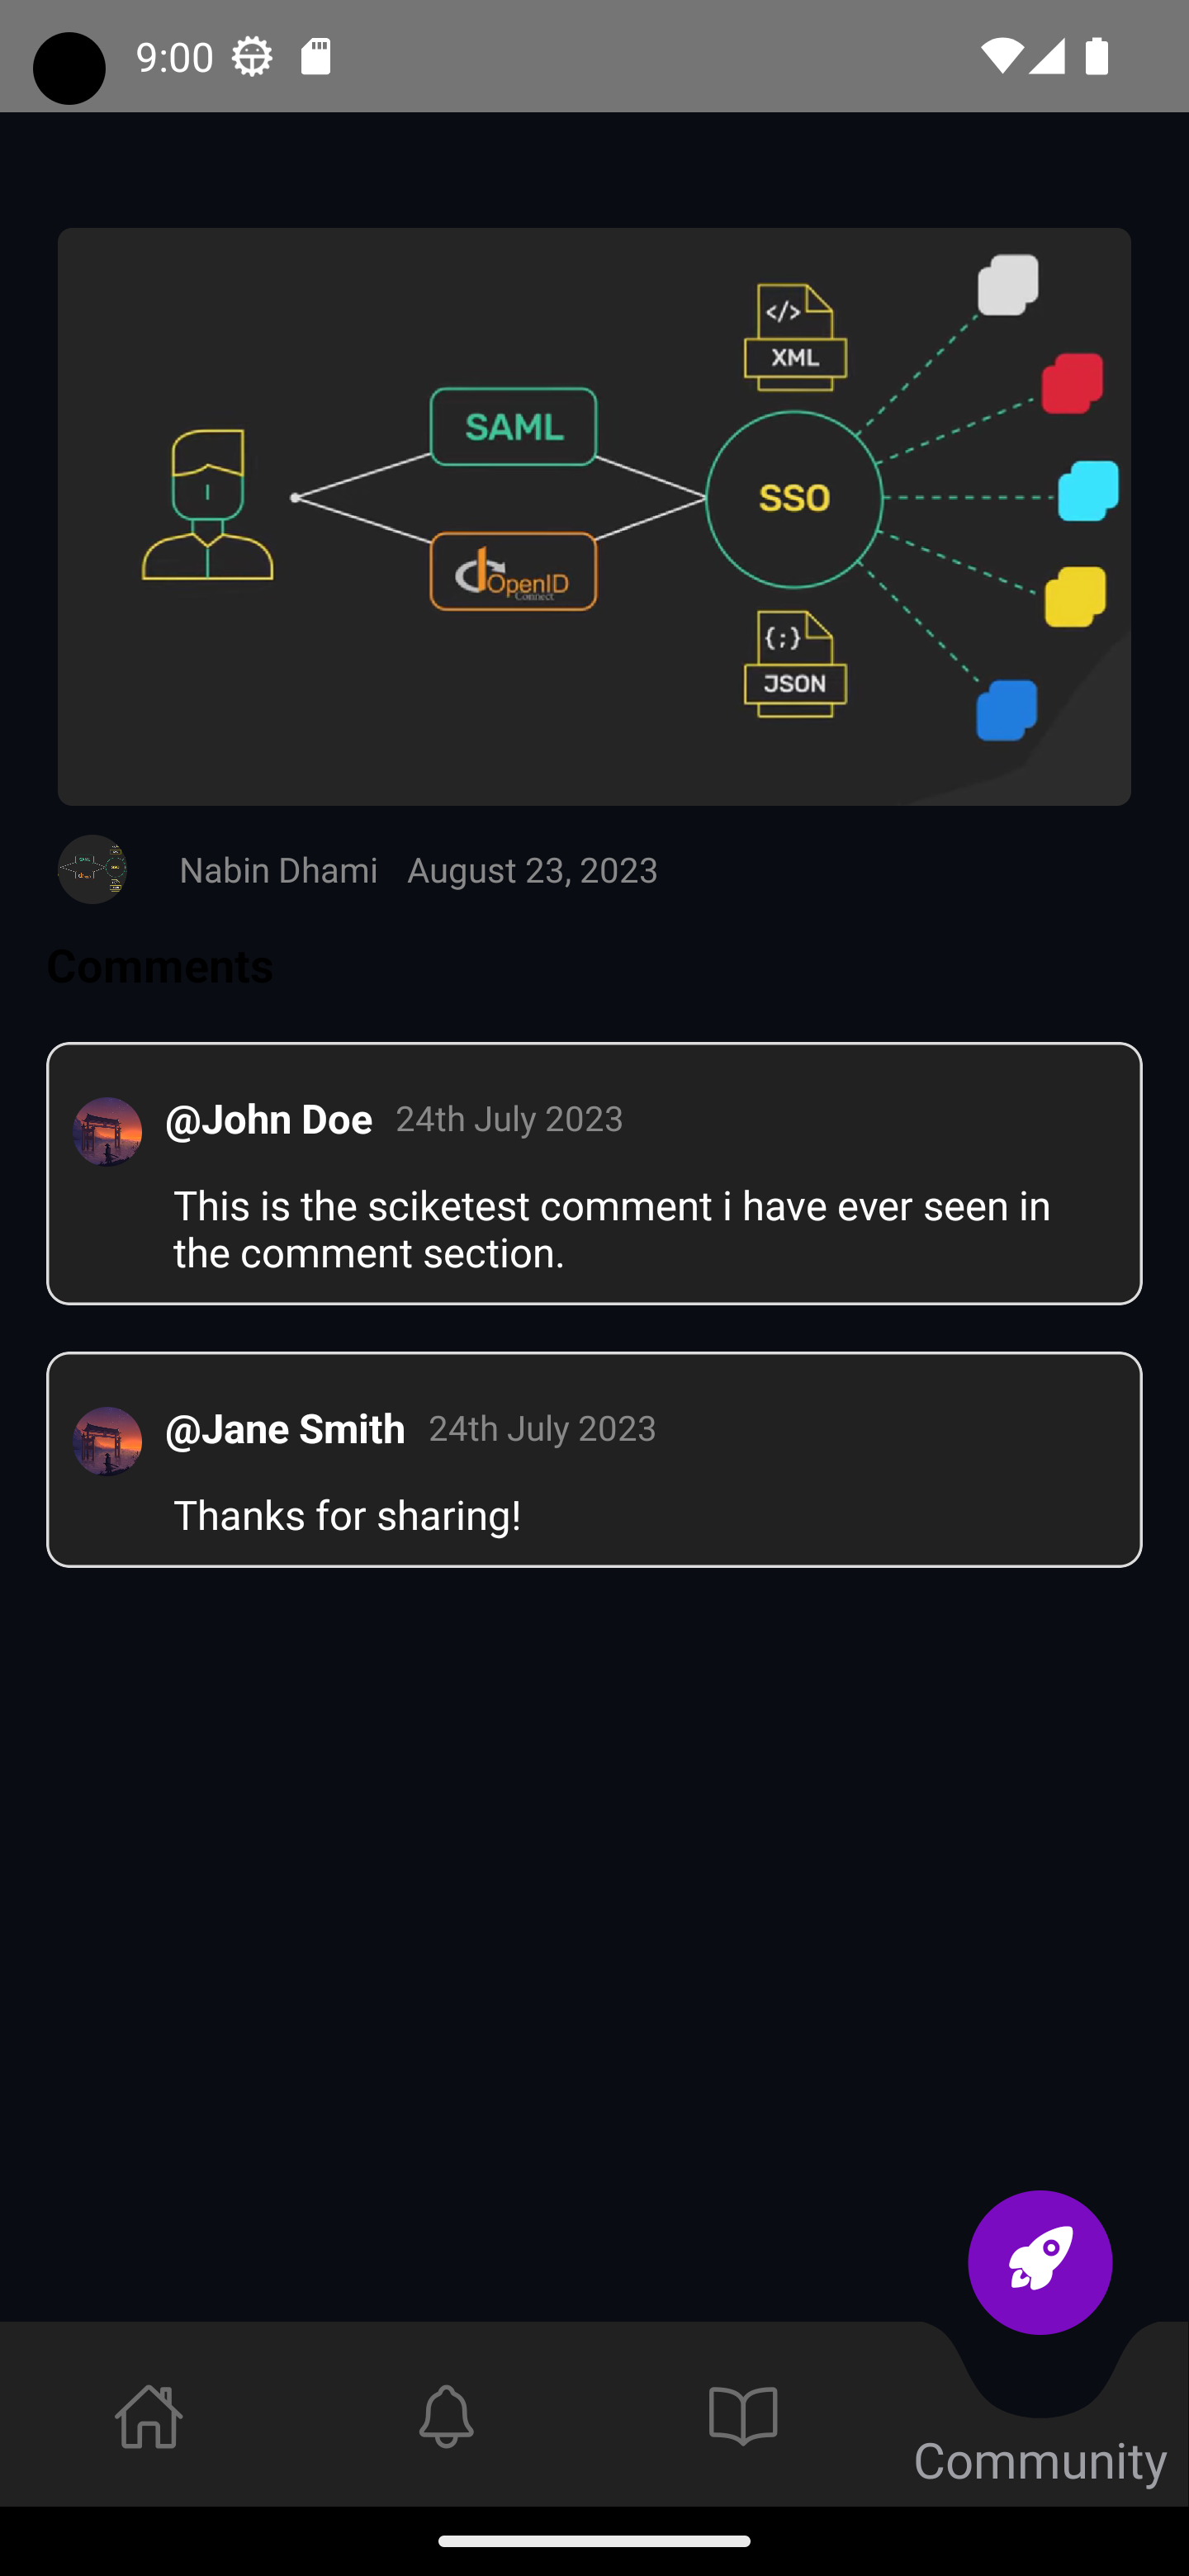 9:00
</>
XML
SAML
SSO
OpenID
Connect
{;}
JSON
Nabin Dhami August 23, 2023
Comments
@John Doe 24th July 2023
This is the sciketest comment i have ever seen in
the comment section.
@Jane Smith 24th July 2023
Thanks for sharing!
Community